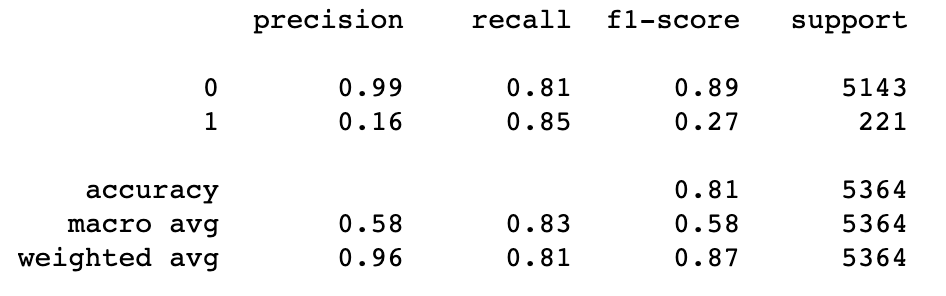 precision recall f1-score support
0 0.99 0.81 0.89 5143
1 0.16 0.85 0.27 221
accuracy 0.81 5364
macro avg 0.58 0.83 0.58 5364
weighted avg 0.96 0.81 0.87 5364